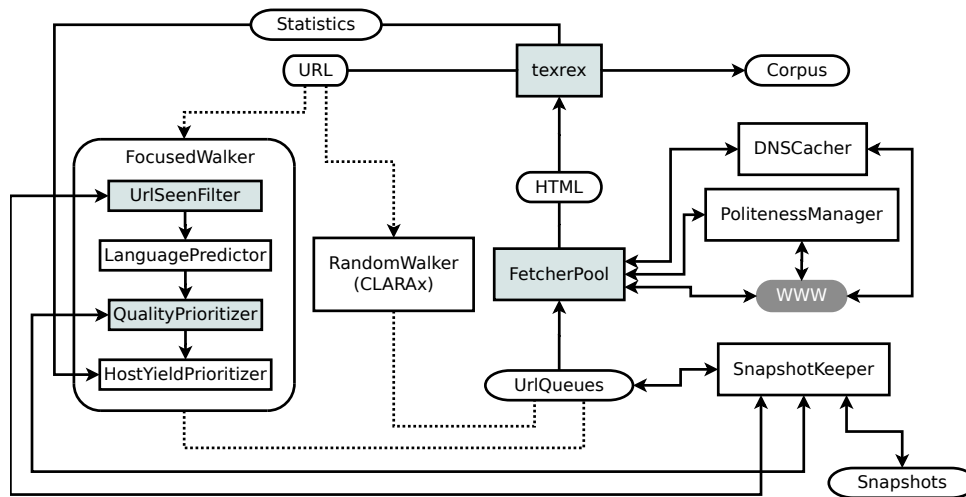 Statistics
URL
texrex
Corpus
FocusedWalker
DNSCacher
UrlSeenFilter
HTML
PolitenessManager
LanguagePredictor
RandomWalker
(CLARAx)
FetcherPool
WWW
QualityPrioritizer
HostYieldPrioritizer
UrlQueues
SnapshotKeeper
Snapshots